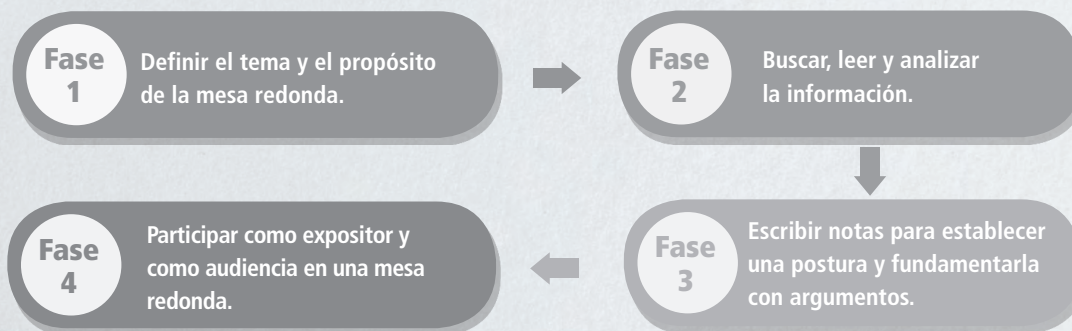 Fase
1
Definir el tema y el propósito
de la mesa redonda.
Fase
2
Buscar, leer y analizar
la información.
Fase
3
Escribir notas para establecer
una postura y fundamentarla
con argumentos.
Fase
4
Participar como expositor y
como audiencia en una mesa
redonda.